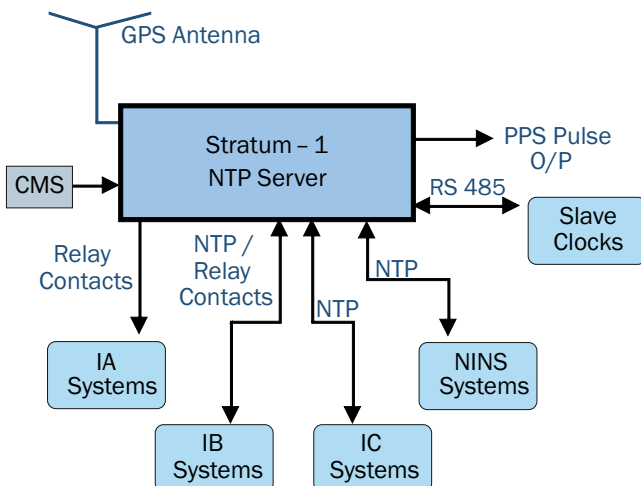 GPS Antenna
Stratum – 1
NTP Server
PPS Pulse
O/P
CMS
RS 485
Slave
Clocks
Relay
Contacts
NTP /
Relay
Contacts
NTP
NTP
IA
Systems
NINS
Systems
IB
Systems
IC
Systems